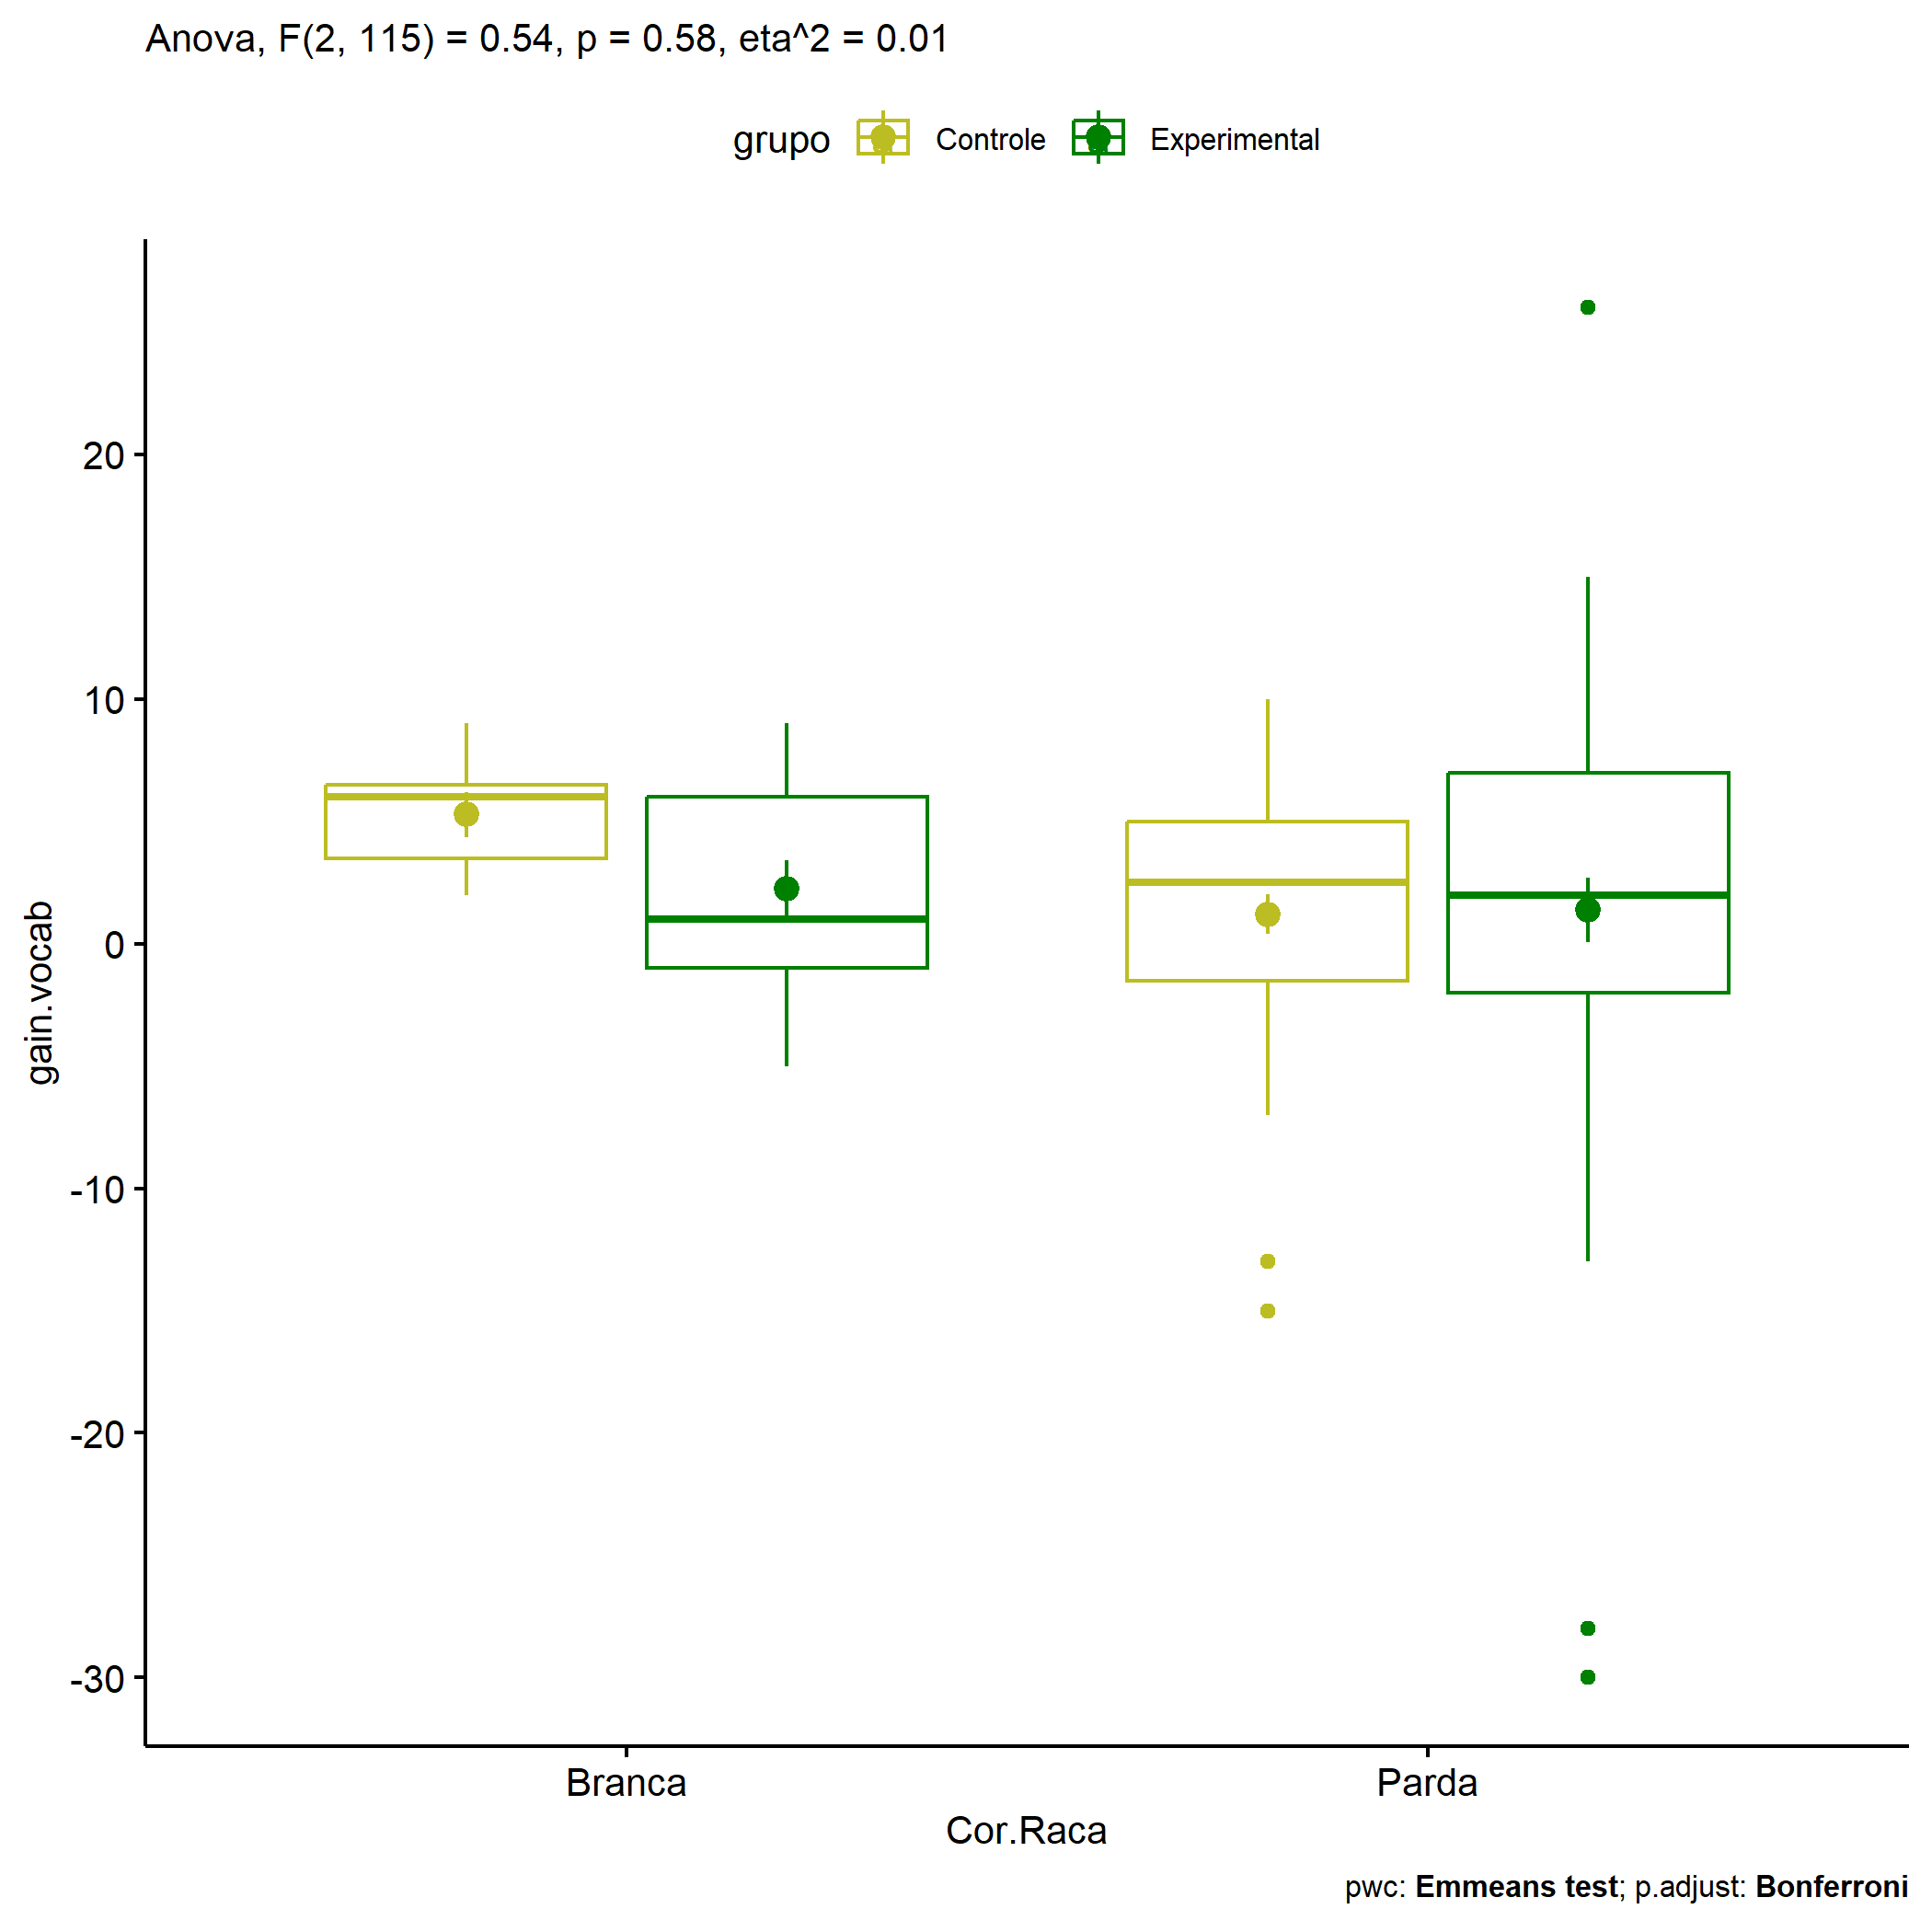 Anova, F(2, 115) = 0.54, p = 0.58, eta^2 = 0.01
grupo Controle Experimental
20
10
0
-10
-20
-30
gain.vocab
Branca Parda
Cor.Raca
pwc: Emmeans test; p.adjust: Bonferroni